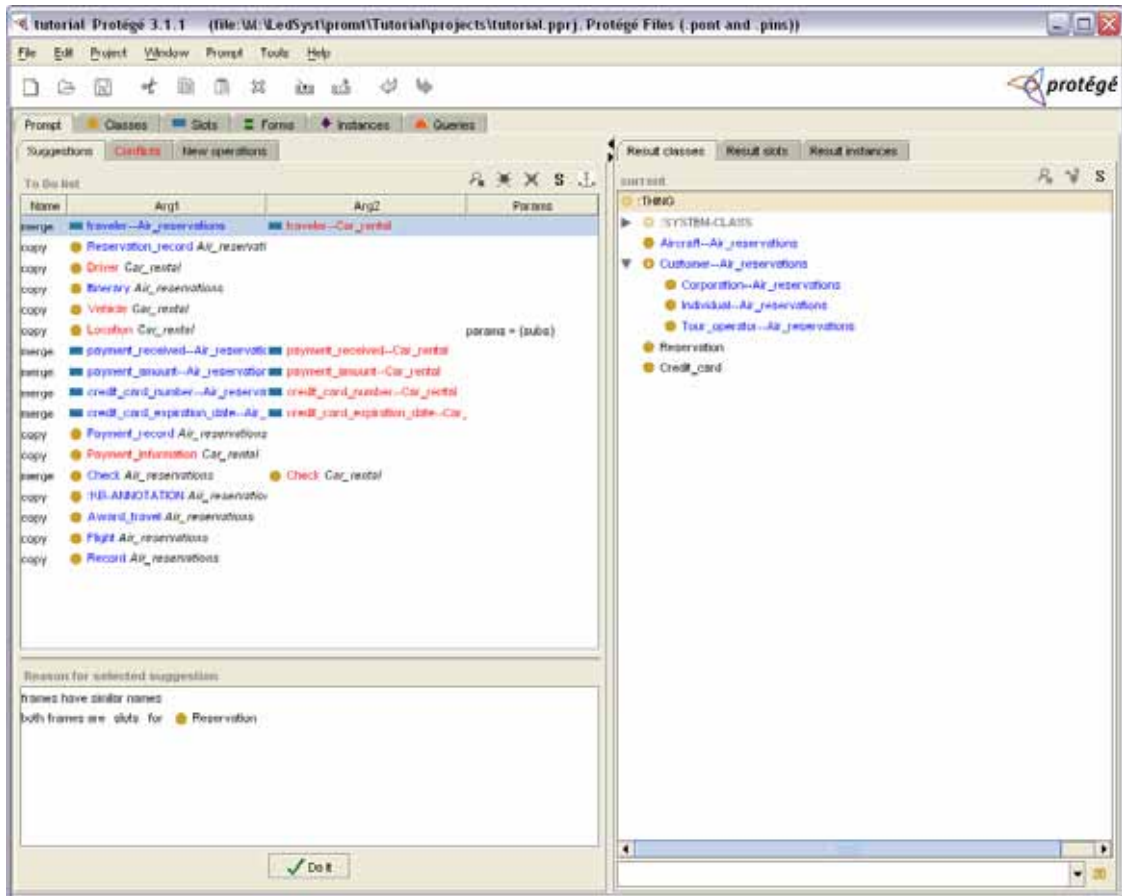 tutorial Protégé 3.1.1 (file:\M:\LedSyst\promt\Tutorial\projects\tutorial.pprj, Protégé Files (.pont and .pins))
File Edit Project Window Prompt Tools Help
protégé
Prompt Classes Slots Forms Instances Queries
Suggestions Conflicts New operations
To Do list
Name Arg1 Arg2 Params
merge traveler--Air_reservations traveler--Car_rental
copy Reservation_record Air_reservati
copy Driver Car_rental
copy Itinerary Air_reservations
copy Vehicle Car_rental
copy Location Car_rental params = (subs)
merge payment_received--Air_reservatio payment_received--Car_rental
merge payment_amount--Air_reservation payment_amount--Car_rental
merge credit_card_number--Air_reserva credit_card_number--Car_rental
merge credit_card_expiration_date--Air_ credit_card_expiration_date--Car_
copy Payment_record Air_reservations
copy Payment_information Car_rental
merge Check Air_reservations Check Car_rental
copy :KB-ANNOTATION Air_reservation
copy Award_travel Air_reservations
copy Flight Air_reservations
copy Record Air_reservations
Reason for selected suggestion
frames have similar names
both frames are slots for Reservation
Do it
Result classes Result slots Result instances
current
S
:THING
:SYSTEM-CLASS
Aircraft--Air_reservations
Customer--Air_reservations
Corporation--Air_reservations
Individual--Air_reservations
Tour_operator--Air_reservations
Reservation
Credit_card